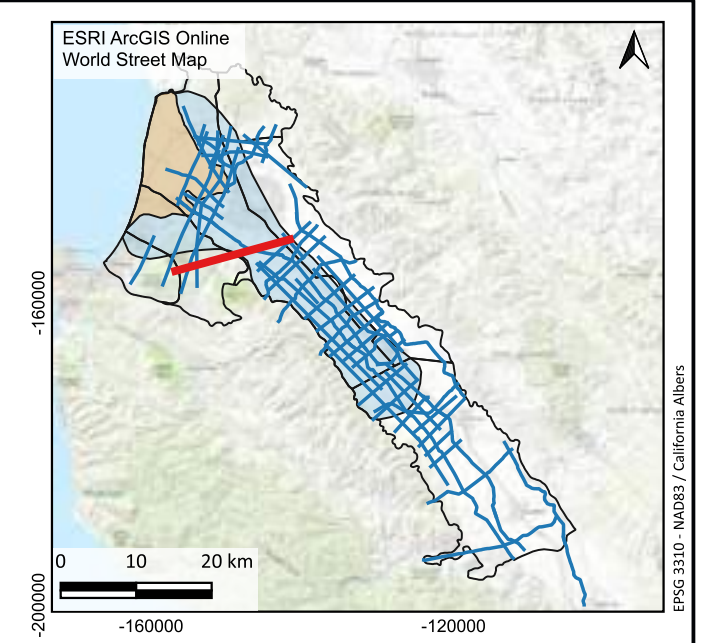 ESRI ArcGIS Online
World Street Map
-160000
-200000
0 10 20 km
-160000 -120000
EPSG 3310 - NAD83 / California Albers